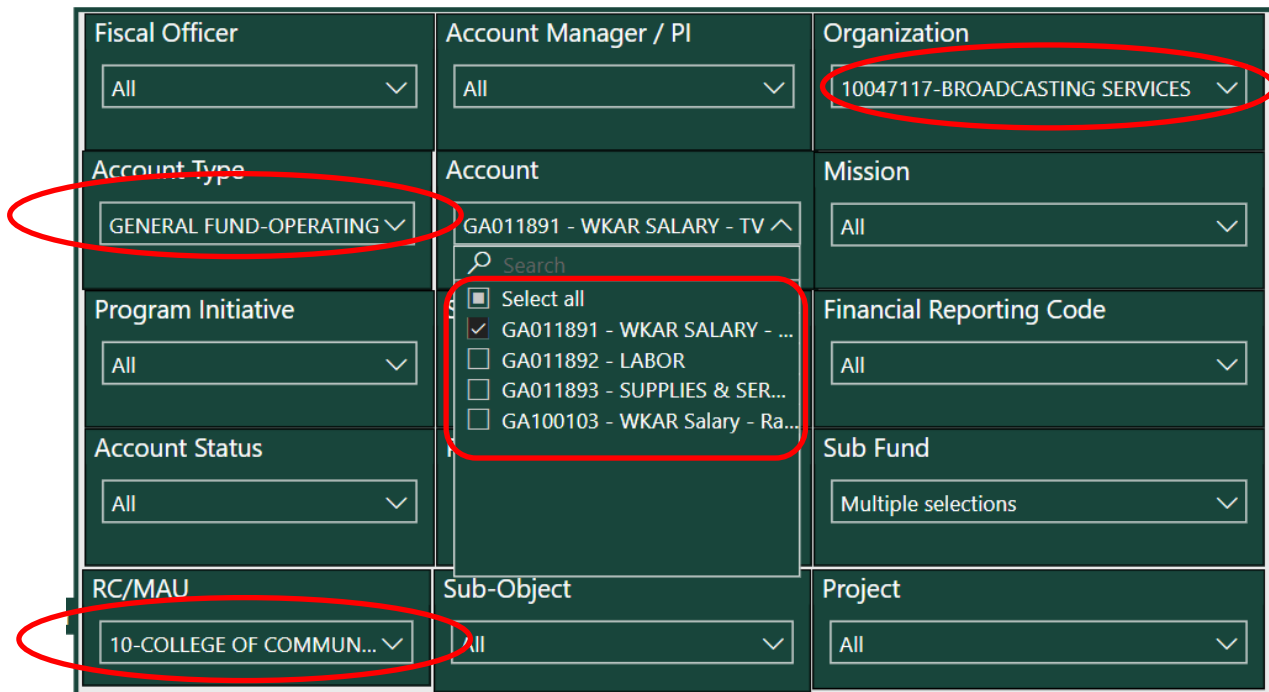 Fiscal Officer
All
Account Manager / PI
All
Organization
10047117-BROADCASTING SERVICES
Account Type
GENERAL FUND-OPERATING
Account
GA011891 - WKAR SALARY - TV
Search
Select all
GA011891 - WKAR SALARY - ...
GA011892 - LABOR
GA011893 - SUPPLIES & SER...
GA100103 - WKAR Salary - Ra...
Mission
All
Program Initiative
All
Financial Reporting Code
All
Account Status
All
Sub Fund
Multiple selections
RC/MAU
10-COLLEGE OF COMMUN...
Sub-Object
All
Project
All